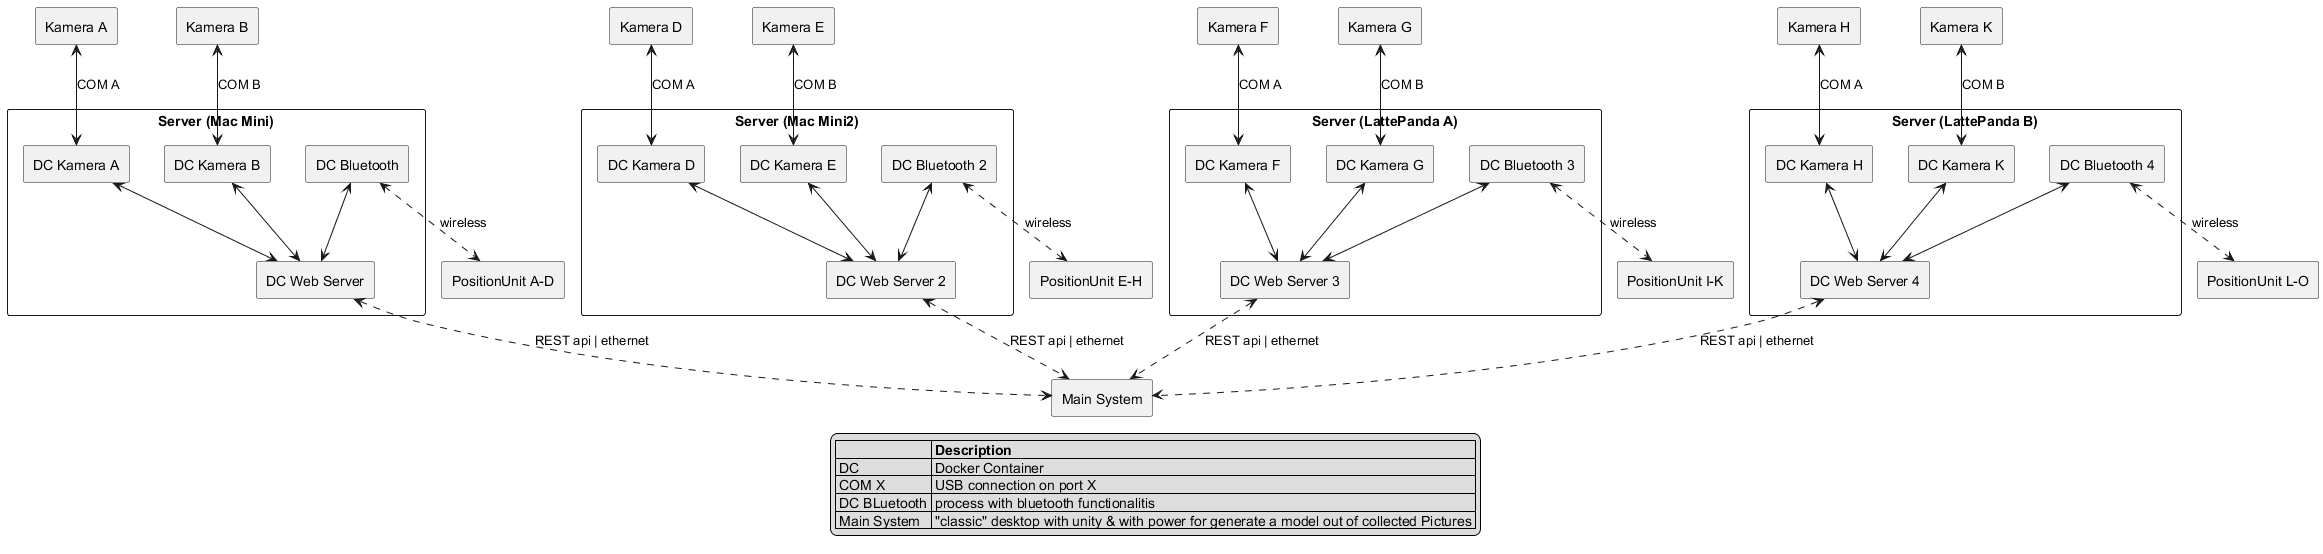 Kamera A
Kamera B
Kamera D
Kamera E
Kamera F
Kamera G
Kamera H
Kamera K
COM A
COM B
COM A
COM B
COM A
COM B
COM A
COM B
Server (Mac Mini)
Server (Mac Mini2)
Server (LattePanda A)
Server (LattePanda B)
DC Kamera A
DC Kamera B
DC Bluetooth
DC Kamera D
DC Kamera E
DC Bluetooth 2
DC Kamera F
DC Kamera G
DC Bluetooth 3
DC Kamera H
DC Kamera K
DC Bluetooth 4
wireless
wireless
wireless
wireless
DC Web Server
PositionUnit A-D
DC Web Server 2
PositionUnit E-H
DC Web Server 3
PositionUnit I-K
DC Web Server 4
PositionUnit L-O
REST api | ethernet
REST api | ethernet
REST api | ethernet
REST api | ethernet
Main System
Description
DC Docker Container
COM X USB connection on port X
DC BLuetooth process with bluetooth functionalitis
Main System "classic" desktop with unity & with power for generate a model out of collected Pictures